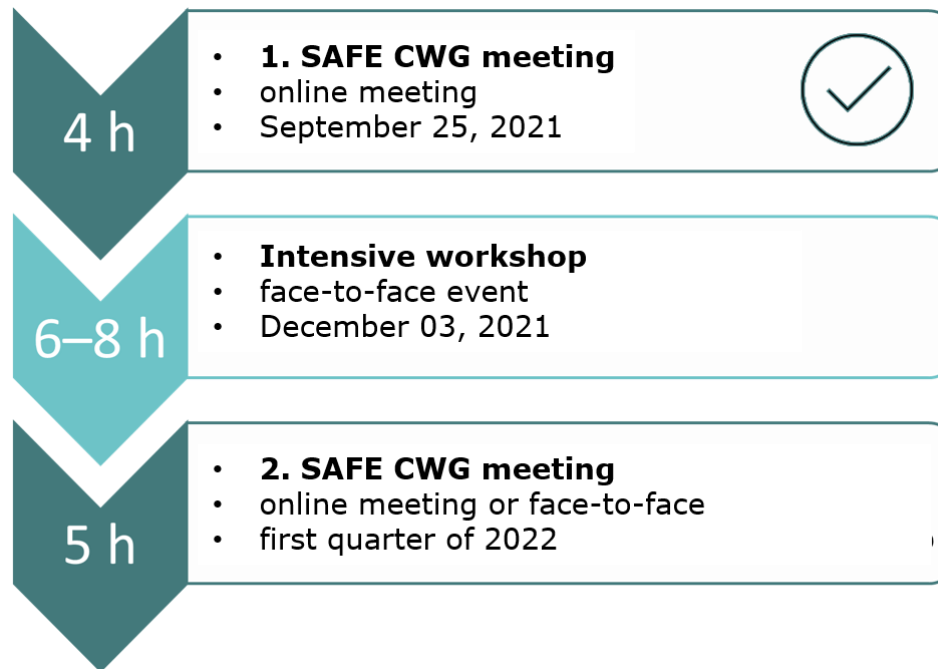 4 h
• 1. SAFE CWG meeting
• online meeting
• September 25, 2021
6–8 h
• Intensive workshop
• face-to-face event
• December 03, 2021
5 h
• 2. SAFE CWG meeting
• online meeting or face-to-face
• first quarter of 2022